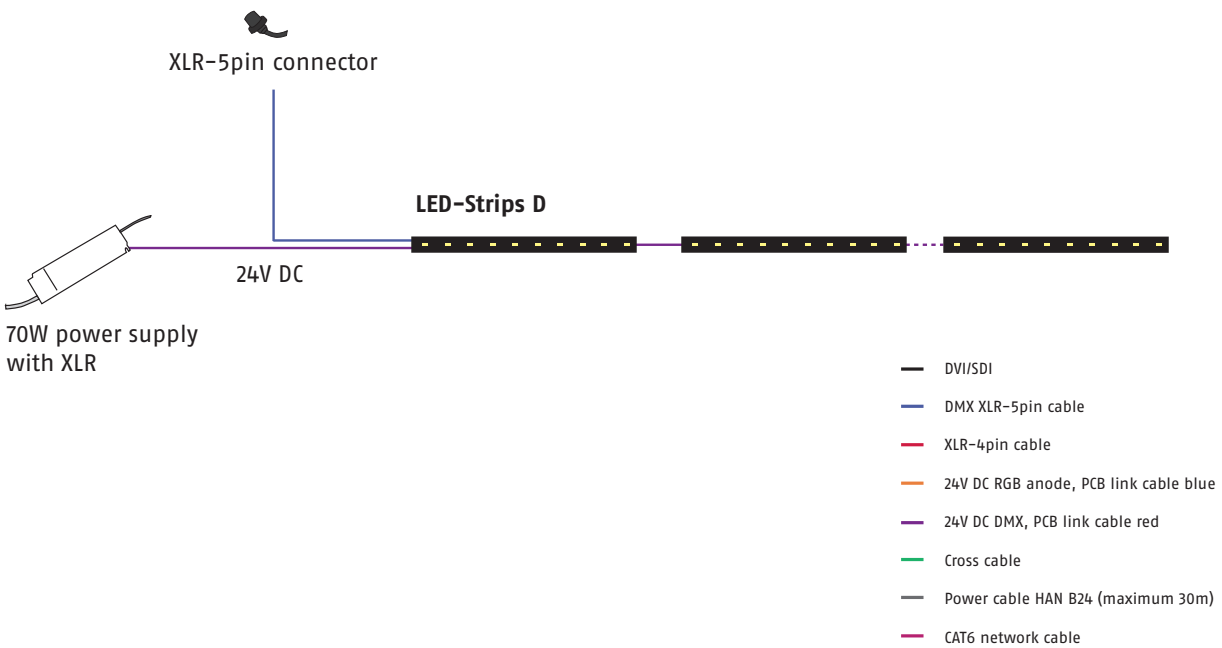 XLR-5pin connector
LED-Strips D
24V DC
70W power supply
with XLR
DVI/SDI
DMX XLR-5pin cable
XLR-4pin cable
24V DC RGB anode, PCB link cable blue
24V DC DMX, PCB link cable red
Cross cable
Power cable HAN B24 (maximum 30m)
CAT6 network cable